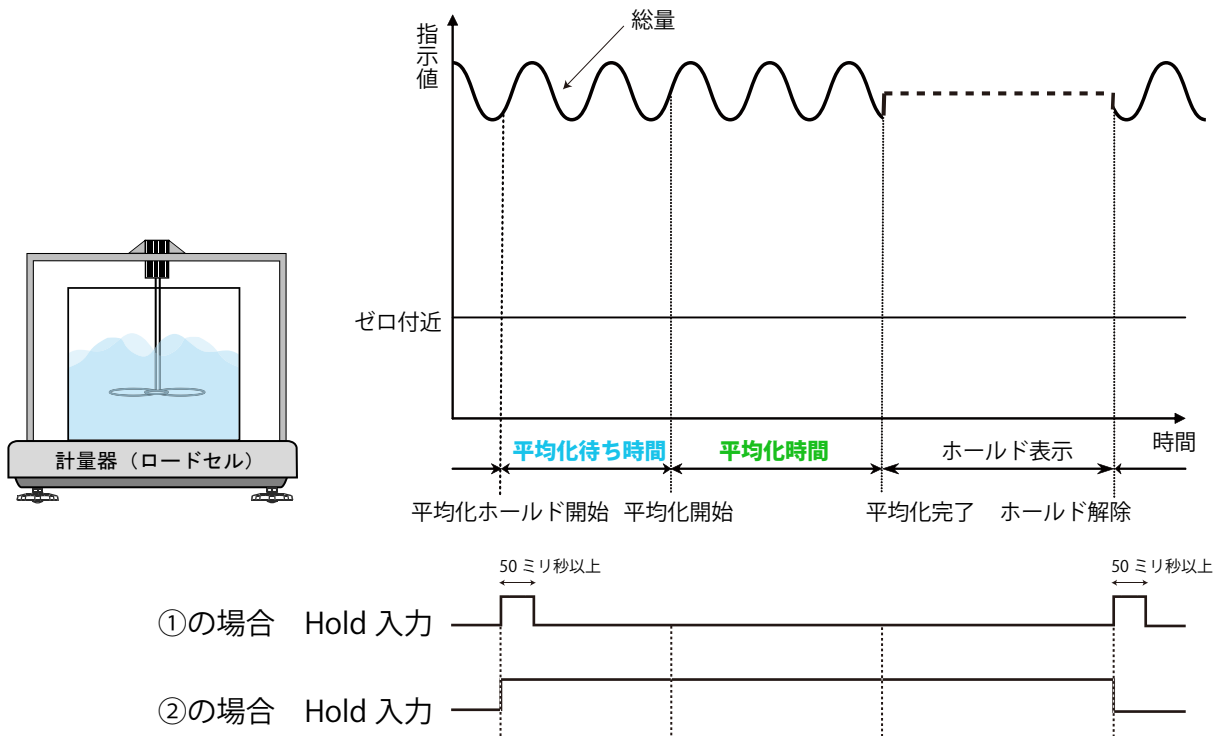 総量
指示値
ゼロ付近
計量器（ロードセル）
平均化待ち時間
平均化時間
ホールド表示
時間
平均化ホールド開始
平均化開始
平均化完了
ホールド解除
50 ミリ秒以上
50 ミリ秒以上
①の場合　Hold 入力
②の場合　Hold 入力